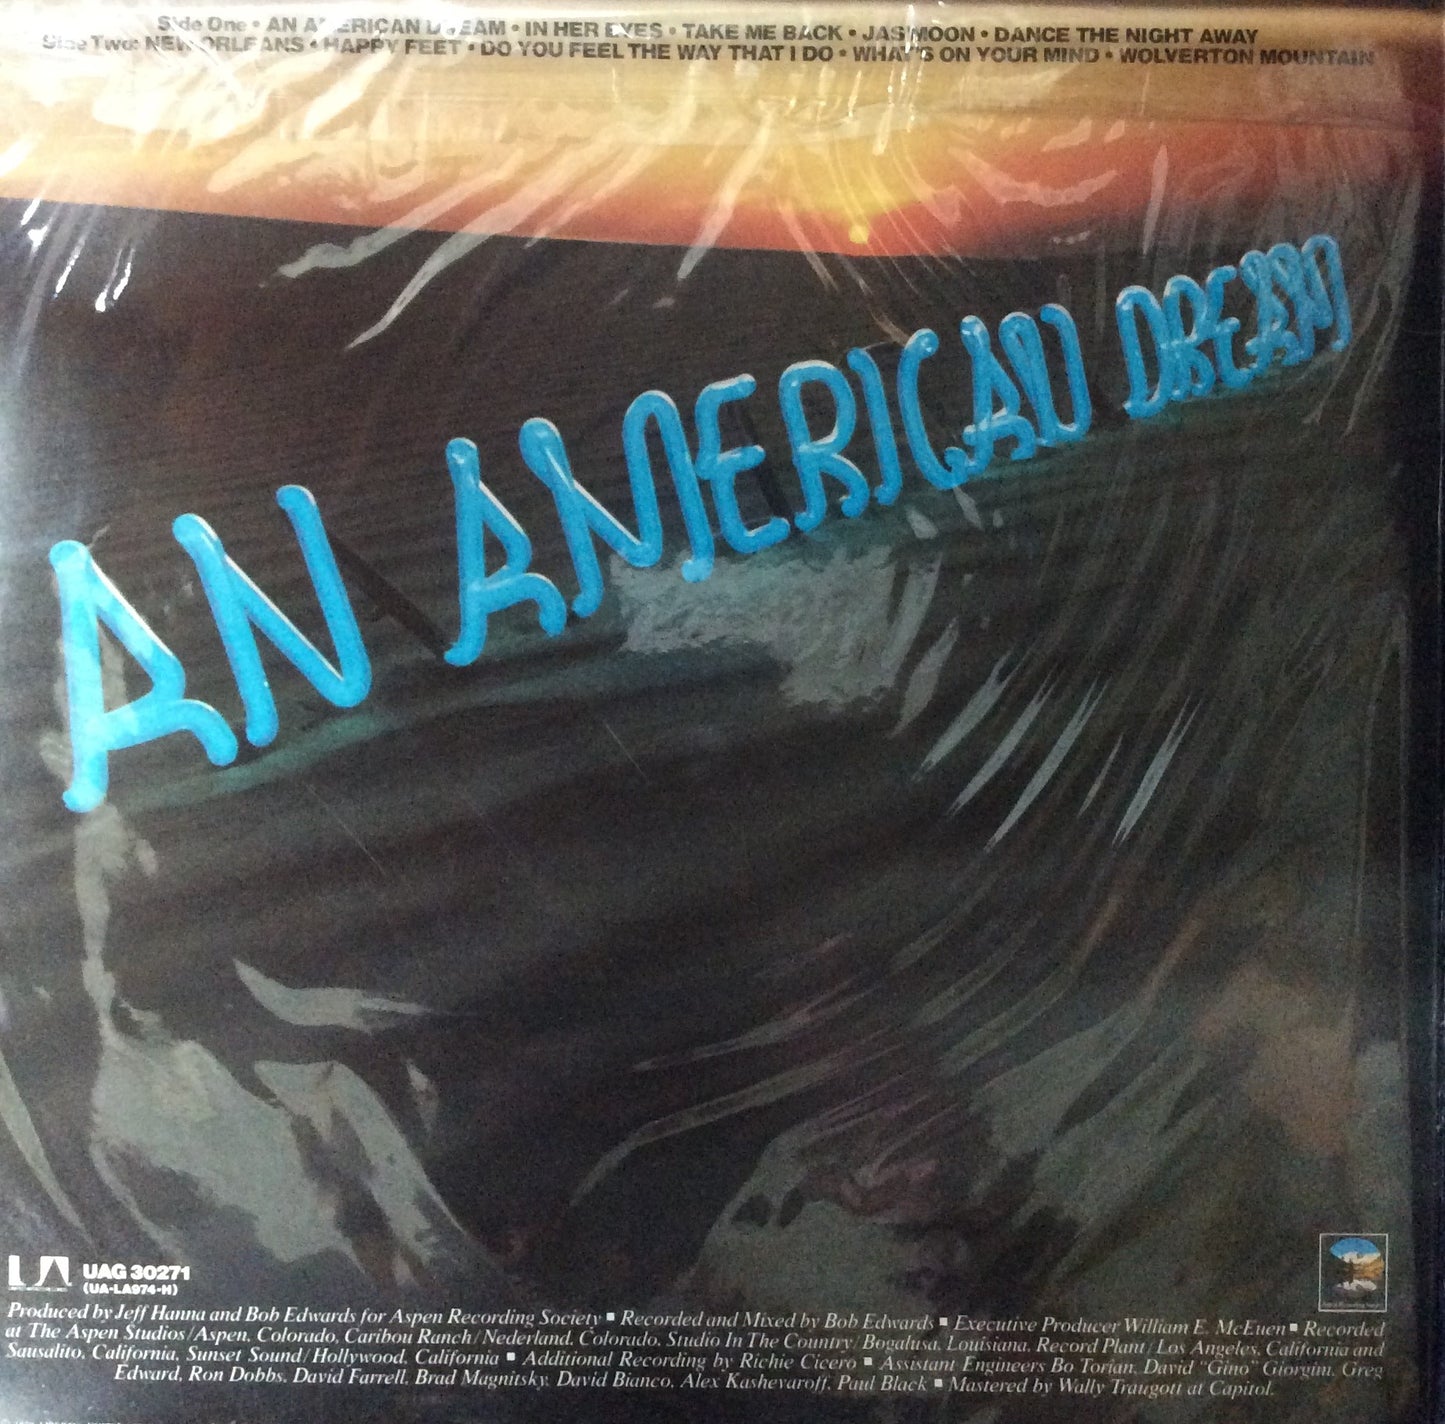 Side One • AN AMERICAN DREAM • IN HER EYES • TAKE ME BACK • JAS'MOON • DANCE THE NIGHT AWAY
Side Two: NEW ORLEANS • HAPPY FEET • DO YOU FEEL THE WAY THAT I DO • WHAT'S ON YOUR MIND • WOLVERTON MOUNTAIN
AN AMERICAN DREAM
UA UAG 30271
(UA-LA974-H)
Produced by Jeff Hanna and Bob Edwards for Aspen Recording Society ▪ Recorded and Mixed by Bob Edwards ▪ Executive Producer William E. McEuen ▪ Recorded
at The Aspen Studios/Aspen, Colorado, Caribou Ranch/Nederland, Colorado, Studio In The Country/Bogalusa, Louisiana, Record Plant/Los Angeles, California and
Sausalito, California, Sunset Sound/Hollywood, California ▪ Additional Recording by Richie Cicero ▪ Assistant Engineers Bo Torian, David "Gino" Giorgini, Greg
Edward, Ron Dobbs, David Farrell, Brad Magnitsky, David Bianco, Alex Kashevaroff, Paul Black ▪ Mastered by Wally Traugott at Capitol.